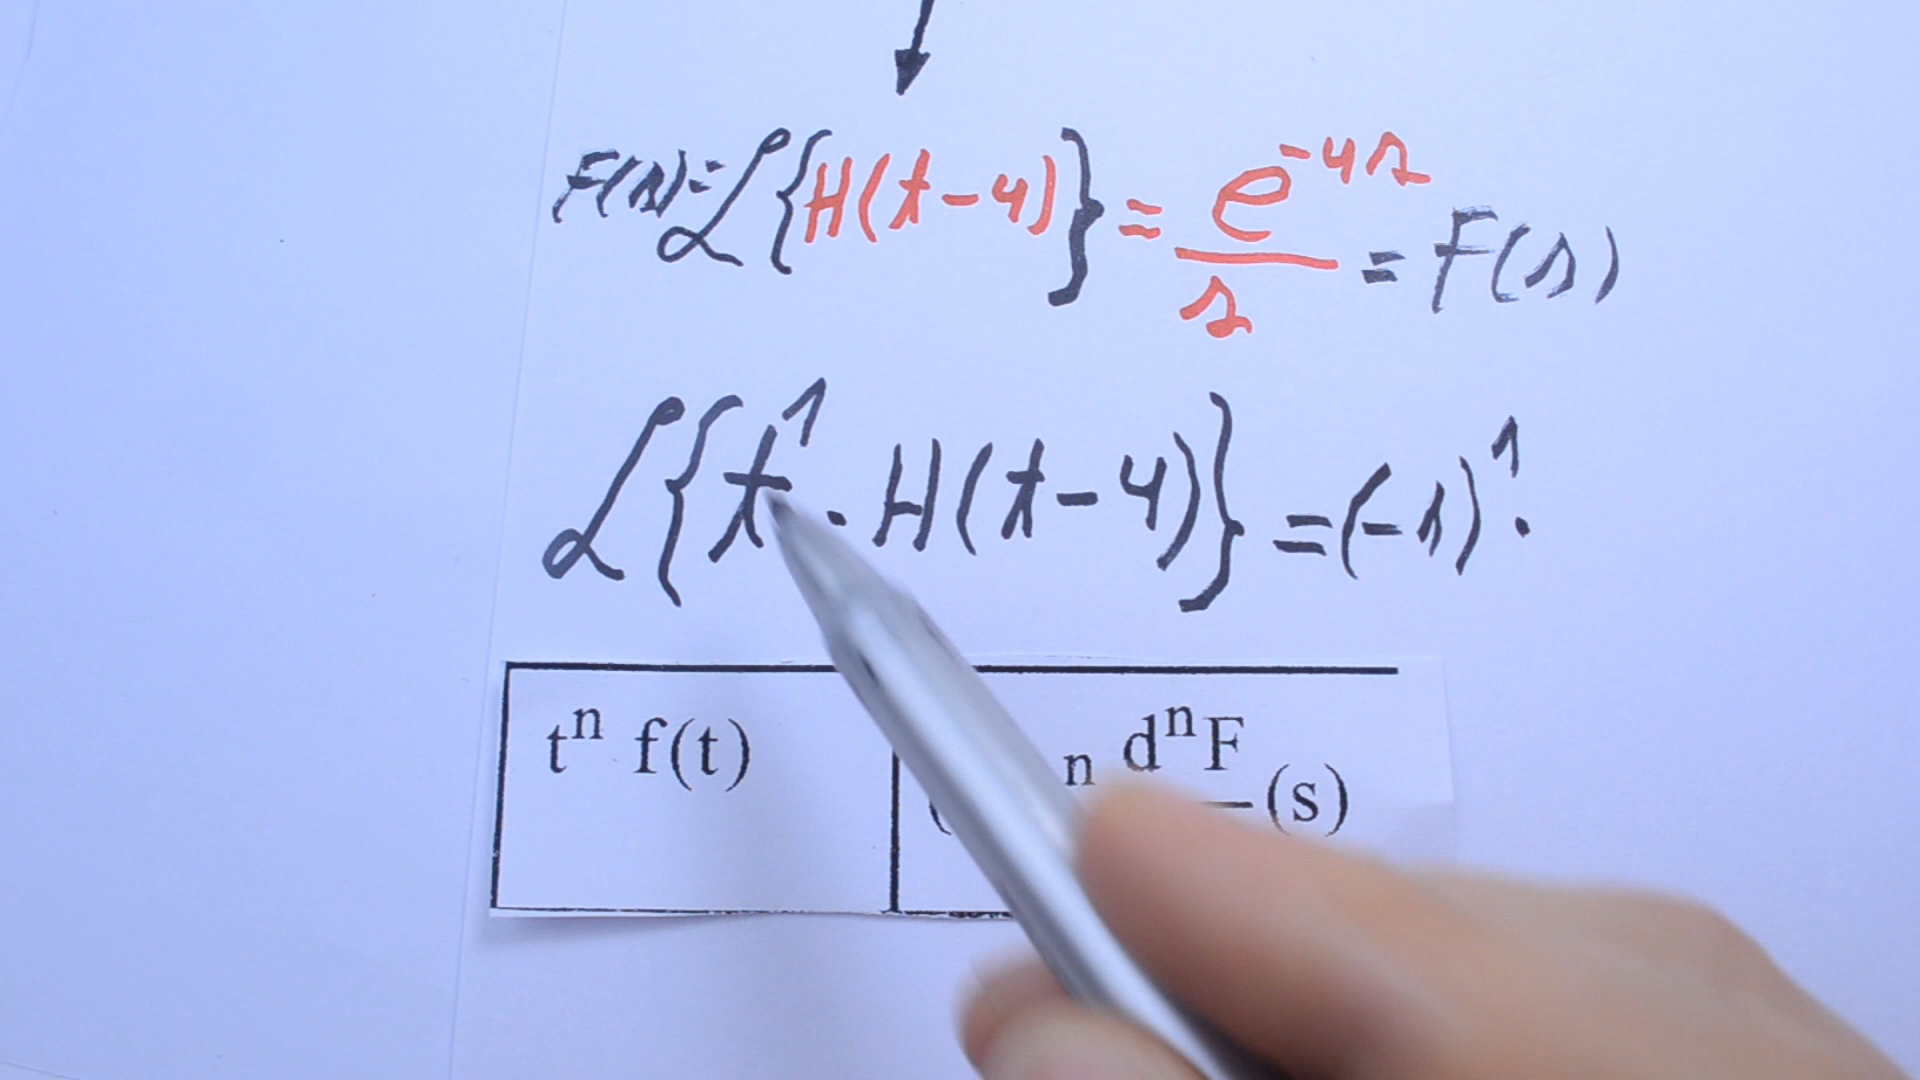 F(s)=ℒ{H(t-4)} = e^{-4s}/s = F(s)
ℒ{t^1 · H(t-4)} = (-1)^1 ·
t^n f(t)
( ^n d^nF/ (s)